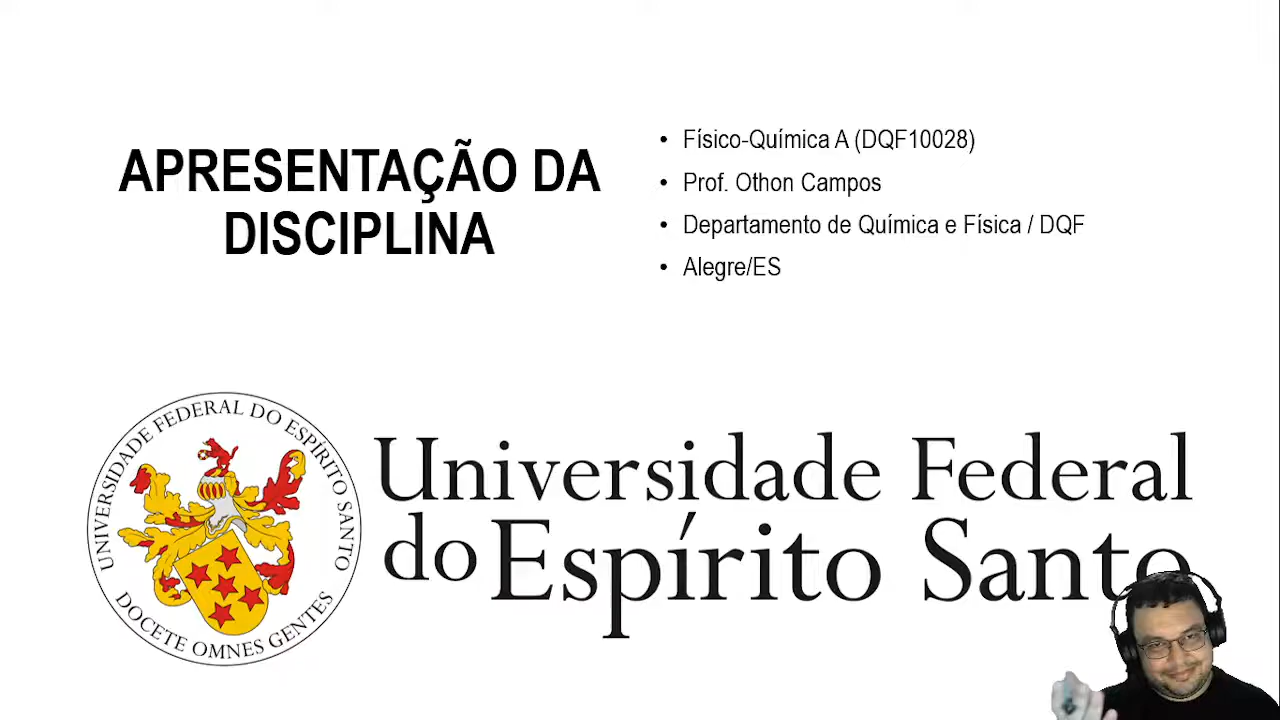 APRESENTAÇÃO DA
DISCIPLINA
• Físico-Química A (DQF10028)
• Prof. Othon Campos
• Departamento de Química e Física / DQF
• Alegre/ES
UNIVERSIDADE FEDERAL DO ESPÍRITO SANTO
DOCETE OMNES GENTES
Universidade Federal
do Espírito Santo